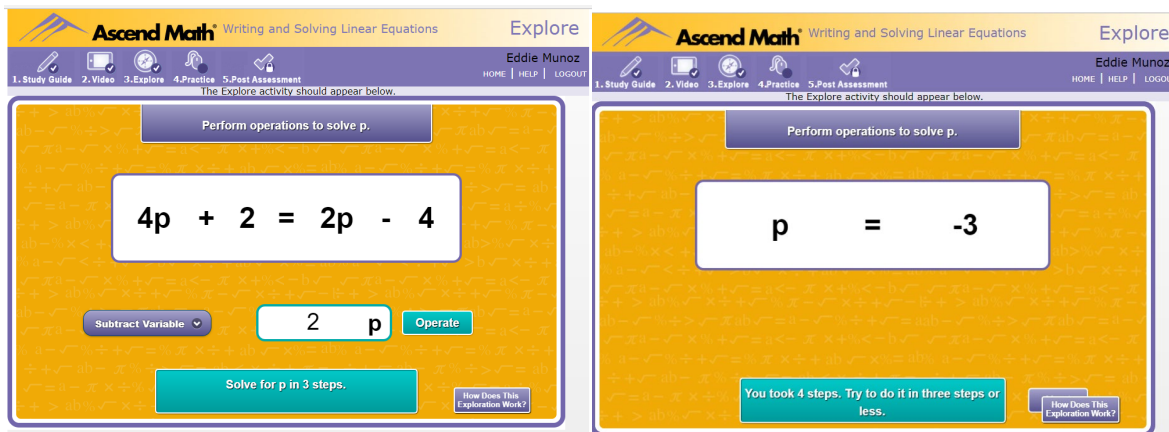 Ascend Math® Writing and Solving Linear Equations Explore
Eddie Munoz
1. Study Guide 2. Video 3. Explore 4. Practice 5. Post Assessment
HOME | HELP | LOGOUT
The Explore activity should appear below.
Perform operations to solve p.
4p + 2 = 2p - 4
Subtract Variable 2 p Operate
Solve for p in 3 steps.
How Does This
Exploration Work?
Ascend Math® Writing and Solving Linear Equations Explore
Eddie Munoz
1. Study Guide 2. Video 3. Explore 4. Practice 5. Post Assessment
HOME | HELP | LOGOU
The Explore activity should appear below.
Perform operations to solve p.
p = -3
You took 4 steps. Try to do it in three steps or
less.
How Does This
Exploration Work?